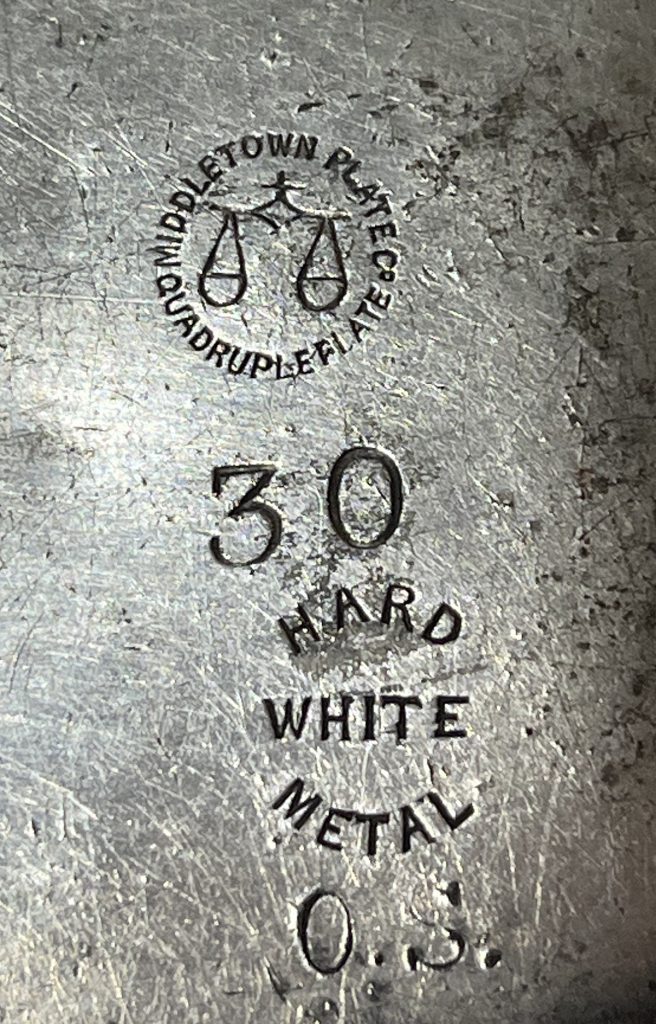 MIDDLETOWN PLATE Co
QUADRUPLE PLATE
30
HARD
WHITE
METAL
O.S.